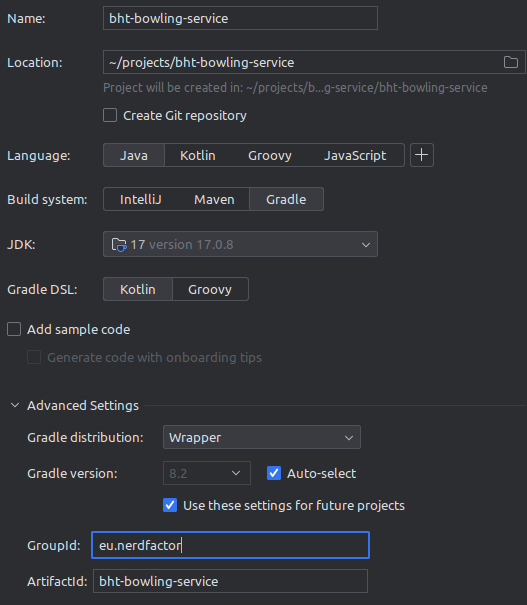 Name: bht-bowling-service
Location: ~/projects/bht-bowling-service
Project will be created in: ~/projects/b...g-service/bht-bowling-service
Create Git repository
Language: Java Kotlin Groovy JavaScript +
Build system: IntelliJ Maven Gradle
JDK: 17 version 17.0.8
Gradle DSL: Kotlin Groovy
Add sample code
Generate code with onboarding tips
Advanced Settings
Gradle distribution: Wrapper
Gradle version: 8.2 Auto-select
Use these settings for future projects
GroupId: eu.nerdfactor
ArtifactId: bht-bowling-service